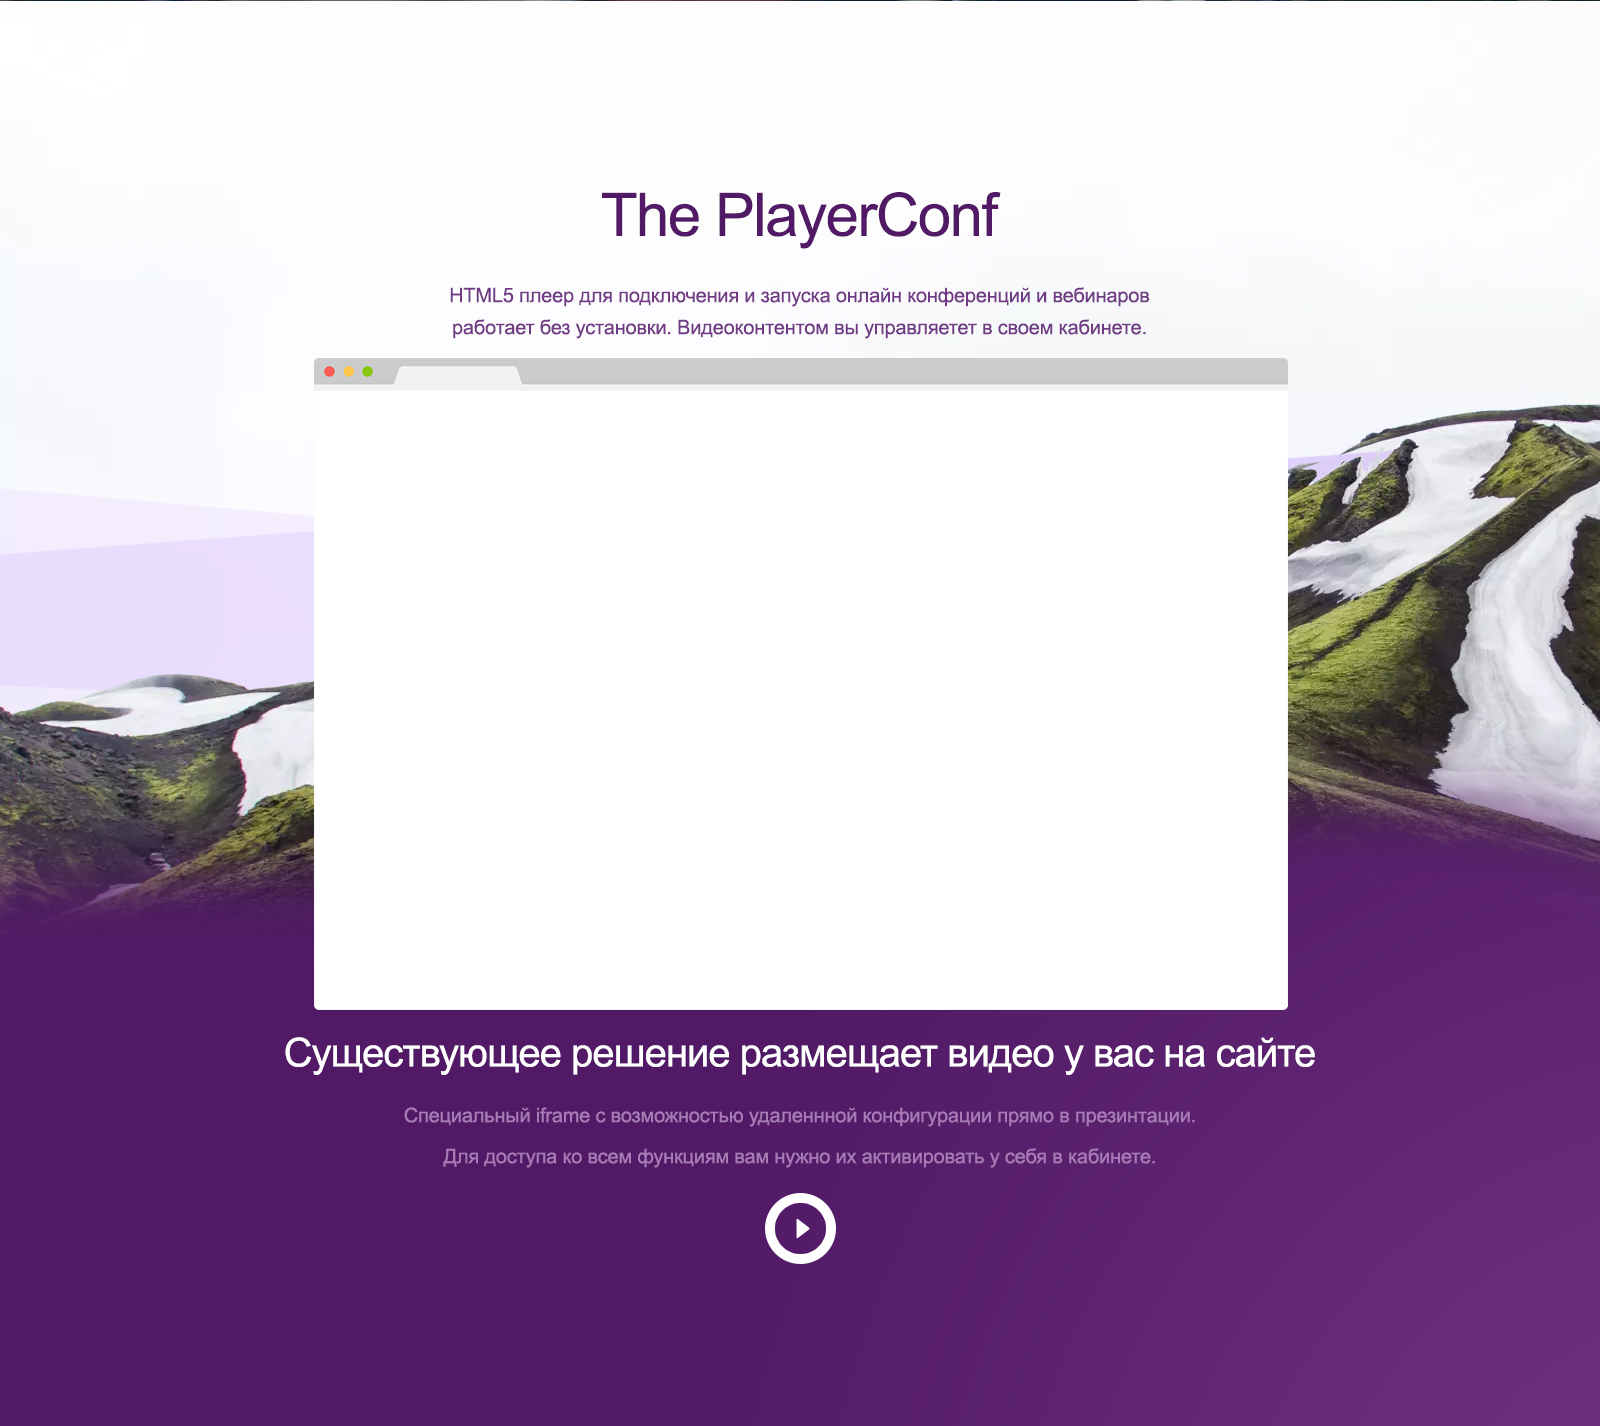 The PlayerConf
HTML5 плеер для подключения и запуска онлайн конференций и вебинаров
работает без установки. Видеоконтентом вы управляетет в своем кабинете.
Существующее решение размещает видео у вас на сайте
Специальный iframe с возможностью удаленнной конфигурации прямо в презинтации.
Для доступа ко всем функциям вам нужно их активировать у себя в кабинете.